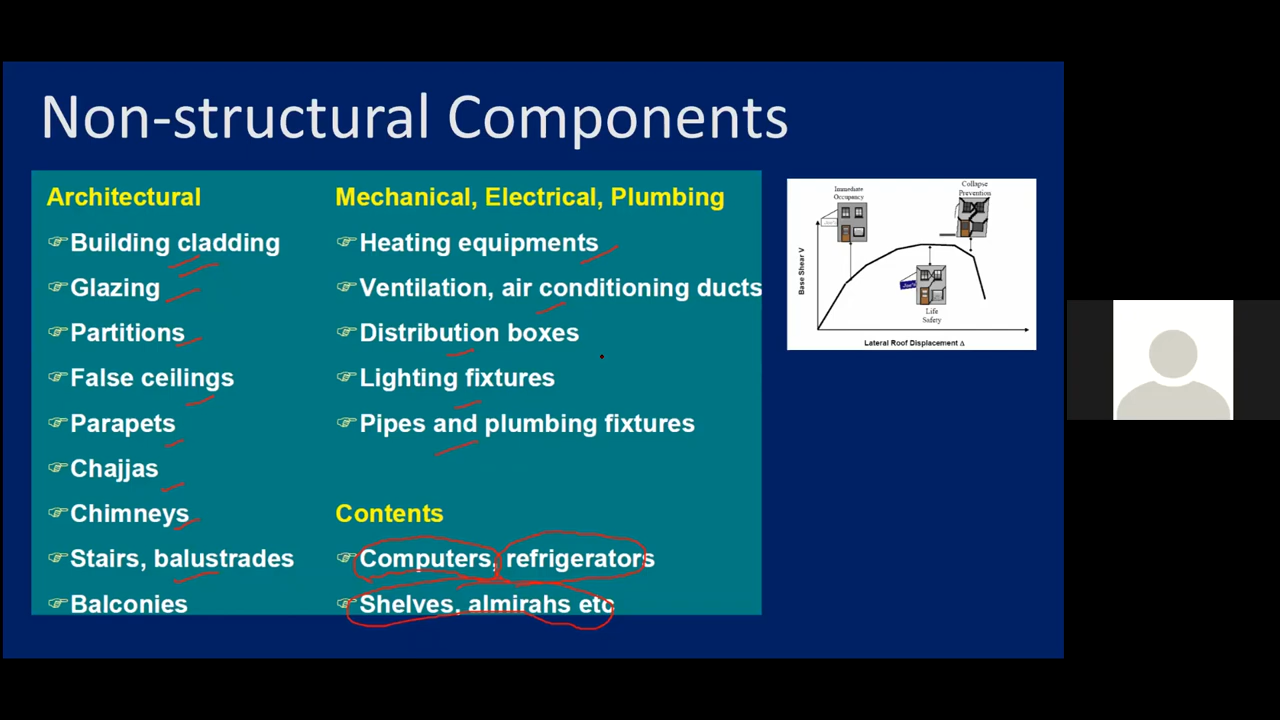 Non-structural Components
Architectural
Building cladding
Glazing
Partitions
False ceilings
Parapets
Chajjas
Chimneys
Stairs, balustrades
Balconies
Mechanical, Electrical, Plumbing
Heating equipments
Ventilation, air conditioning ducts
Distribution boxes
Lighting fixtures
Pipes and plumbing fixtures
Contents
Computers, refrigerators
Shelves, almirahs etc
Immediate
Occupancy
Collapse
Prevention
Life
Safety
Base Shear V
Lateral Roof Displacement Δ